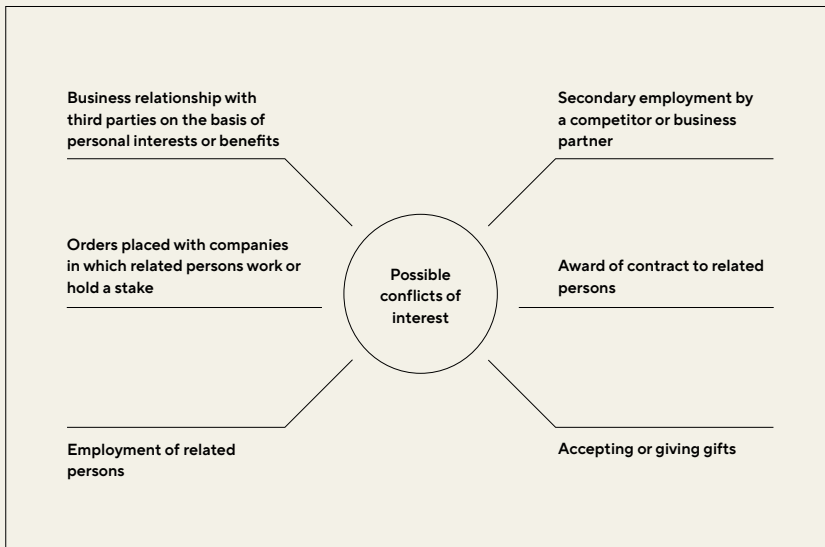 Business relationship with
third parties on the basis of
personal interests or benefits
Secondary employment by
a competitor or business
partner
Orders placed with companies
in which related persons work or
hold a stake
Possible
conflicts of
interest
Award of contract to related
persons
Employment of related
persons
Accepting or giving gifts